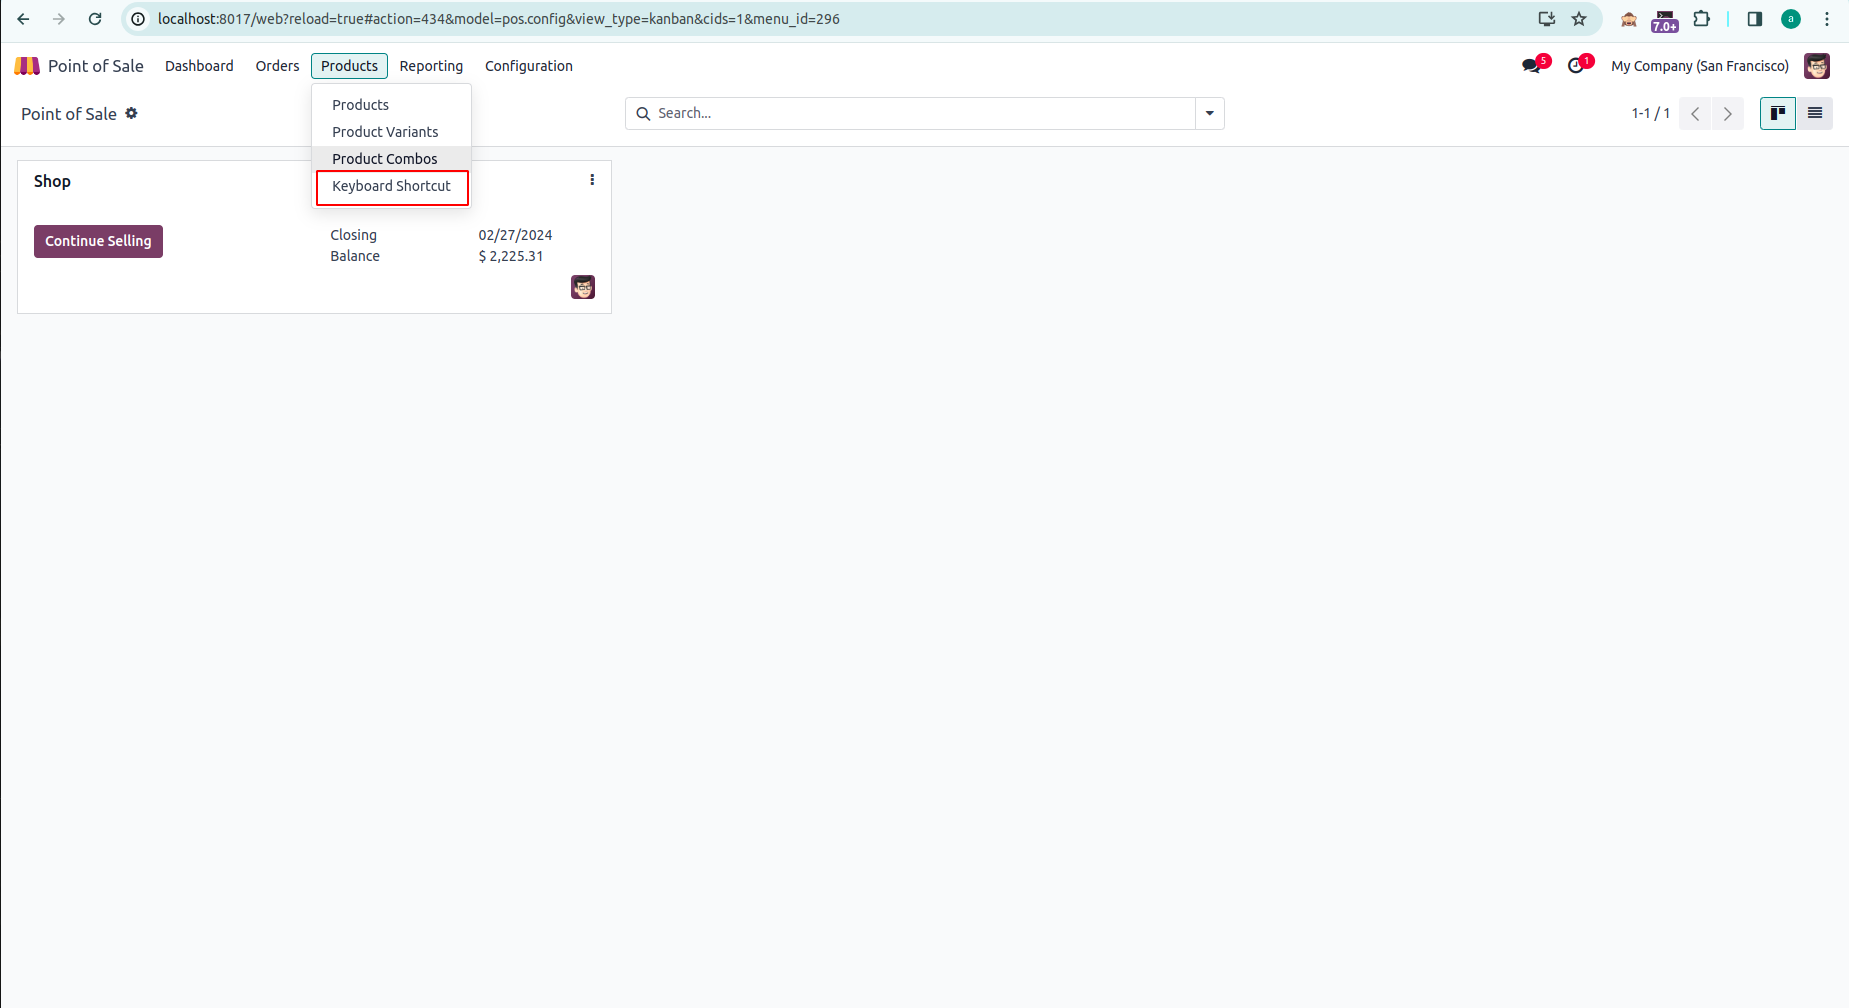 localhost:8017/web?reload=true#action=434&model=pos.config&view_type=kanban&cids=1&menu_id=296
7.0+
a
Point of Sale Dashboard Orders Products Reporting Configuration
5
1
My Company (San Francisco)
Point of Sale
Search...
1-1 / 1
Products
Product Variants
Product Combos
Keyboard Shortcut
Shop
Continue Selling
Closing 02/27/2024
Balance $ 2,225.31